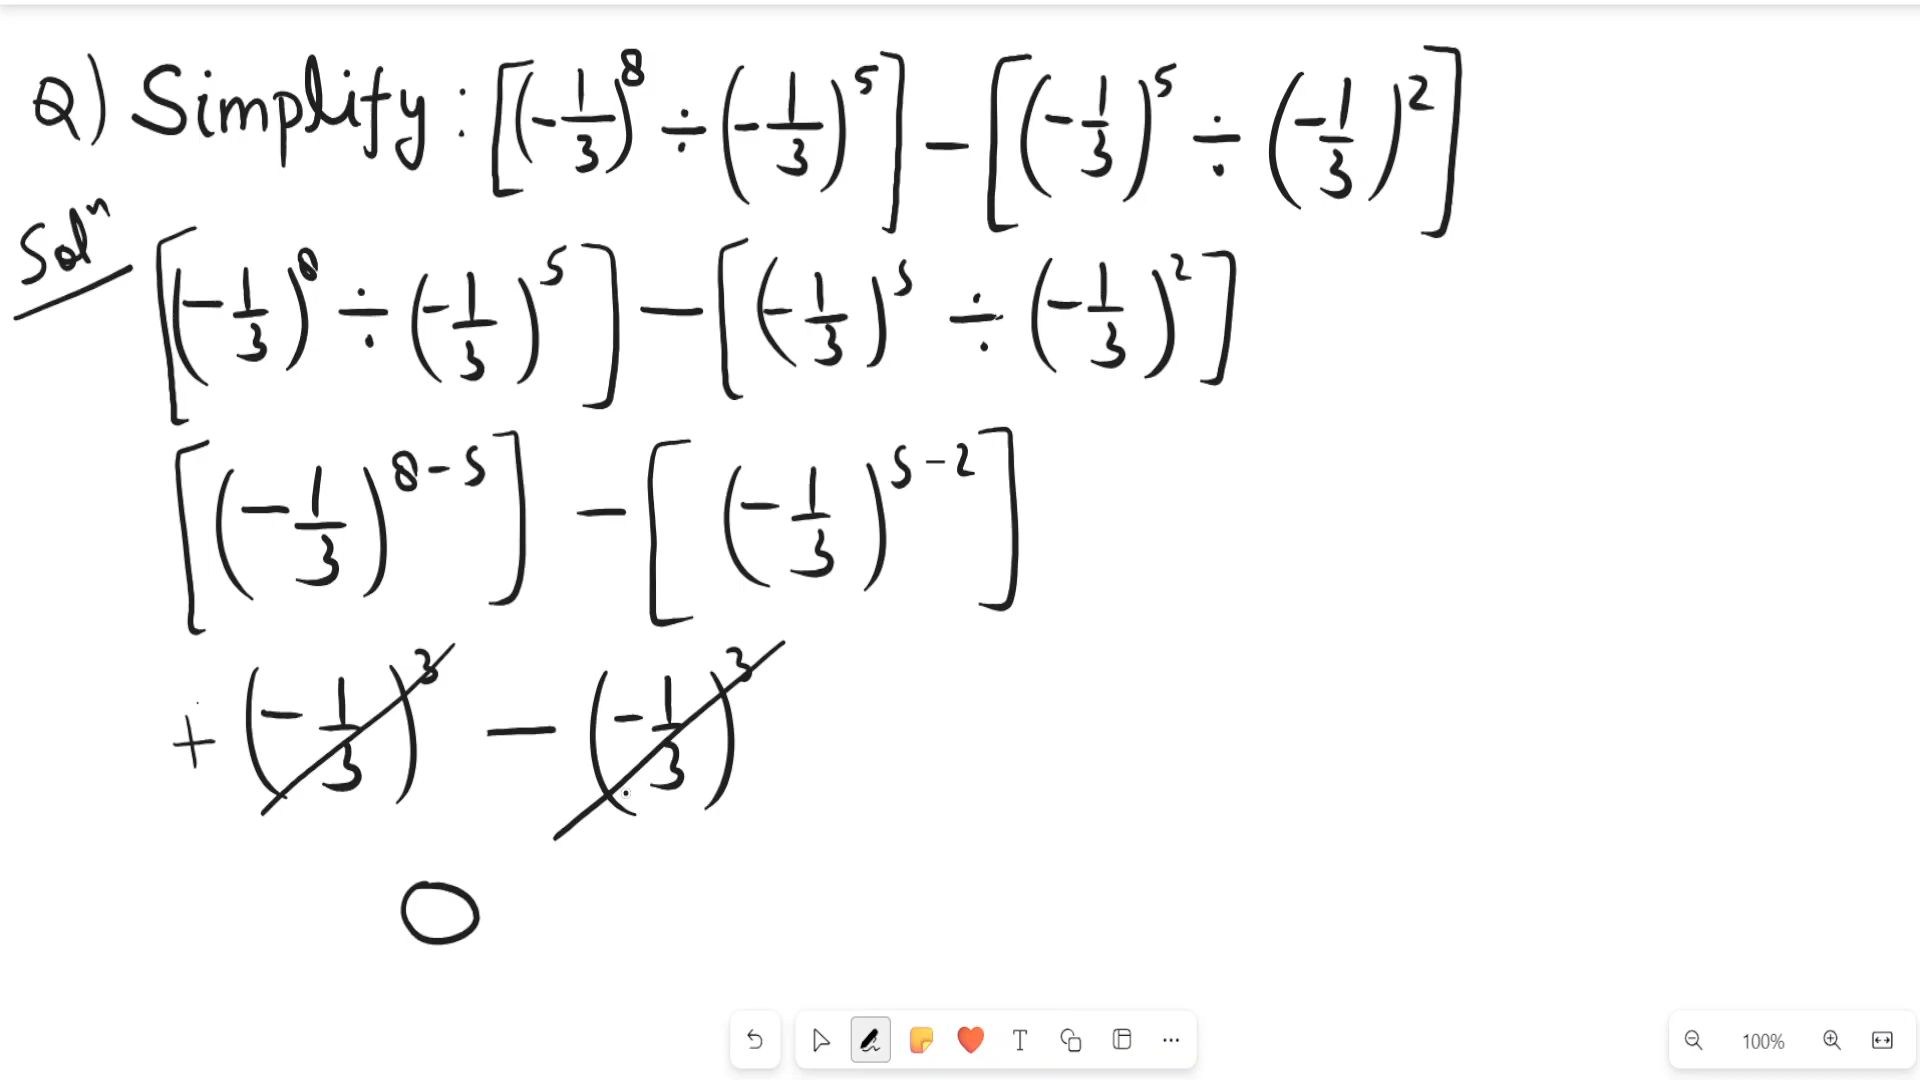 Q) Simplify : [(-1/3)^8 ÷ (-1/3)^5] - [(-1/3)^5 ÷ (-1/3)^2]
Solⁿ [(-1/3)^8 ÷ (-1/3)^5] - [(-1/3)^5 ÷ (-1/3)^2]
[(-1/3)^{8-5}] - [(-1/3)^{5-2}]
+ (-1/3)^3 - (-1/3)^3
0
T
100%